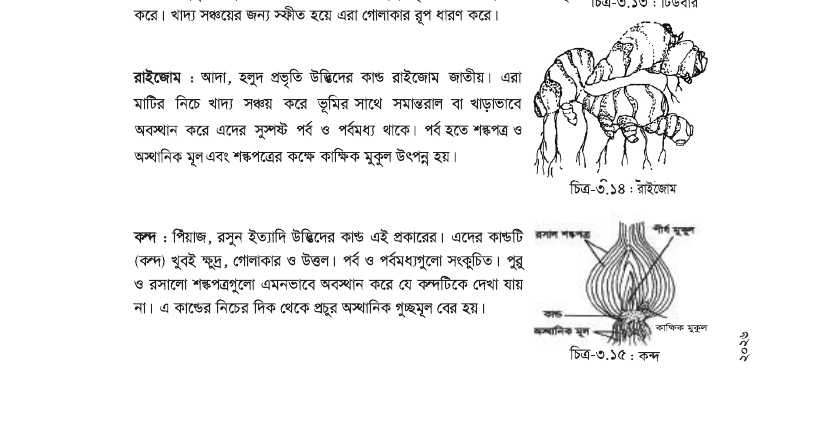 চিত্র-৩.১৩ : টিউবার
করে। খাদ্য সঞ্চয়ের জন্য স্ফীত হয়ে এরা গোলাকার রূপ ধারণ করে।
রাইজোম : আদা, হলুদ প্রভৃতি উদ্ভিদের কান্ড রাইজোম জাতীয়। এরা
মাটির নিচে খাদ্য সঞ্চয় করে ভূমির সাথে সমান্তরাল বা খাড়াভাবে
অবস্থান করে এদের সুস্পষ্ট পর্ব ও পর্বমধ্য থাকে। পর্ব হতে শল্কপত্র ও
অস্থানিক মূল এবং শল্কপত্রের কক্ষে কাক্ষিক মুকুল উৎপন্ন হয়।
চিত্র-৩.১৪ : রাইজোম
কন্দ : পিঁয়াজ, রসুন ইত্যাদি উদ্ভিদের কান্ড এই প্রকারের। এদের কান্ডটি
(কন্দ) খুবই ক্ষুদ্র, গোলাকার ও উত্তল। পর্ব ও পর্বমধ্যগুলো সংকুচিত। পুরু
ও রসালো শল্কপত্রগুলো এমনভাবে অবস্থান করে যে কন্দটিকে দেখা যায়
না। এ কান্ডের নিচের দিক থেকে প্রচুর অস্থানিক গুচ্ছমূল বের হয়।
রসাল শল্কপত্র
শীর্ষ মুকুল
কান্ড
অস্থানিক মূল
কাক্ষিক মুকুল
চিত্র-৩.১৫ : কন্দ
২০২৬